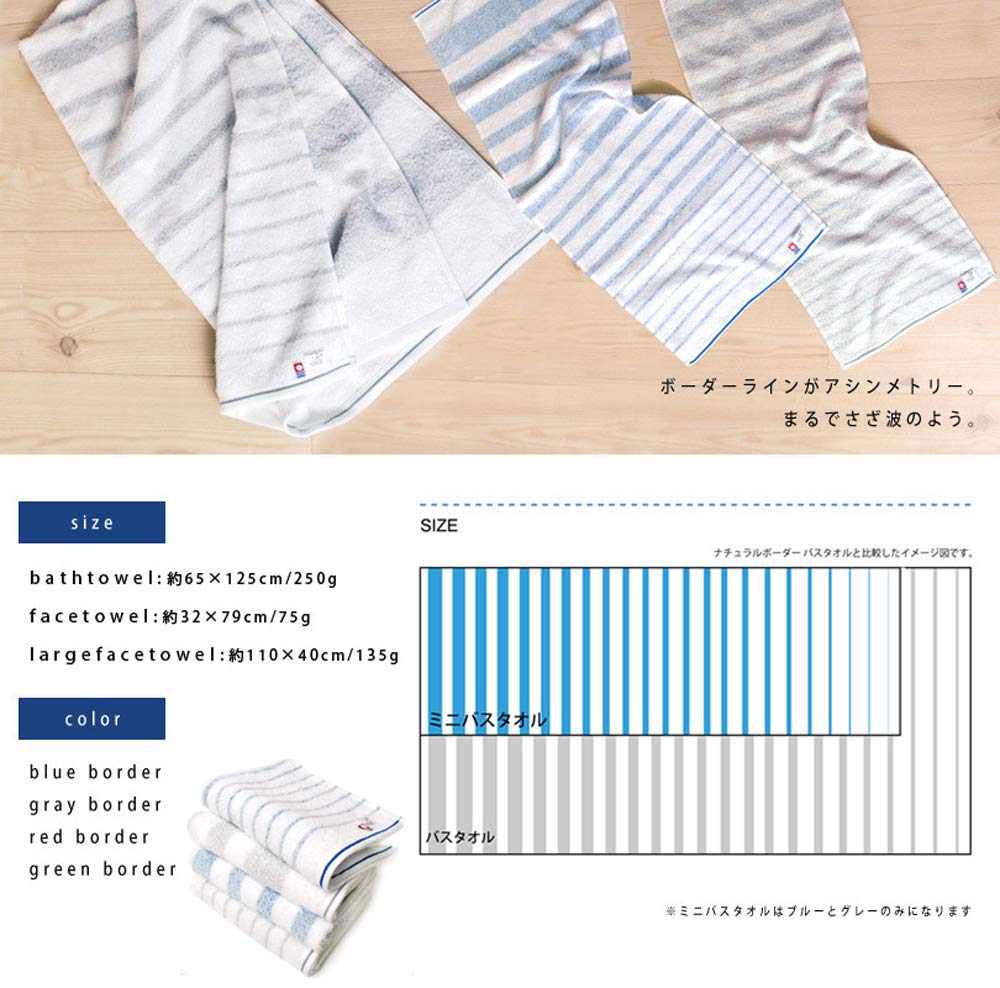 ボーダーラインがアシンメトリー。
まるでさざ波のよう。
size
bathtowel:約65×125cm/250g
facetowel:約32×79cm/75g
largefacetowel:約110×40cm/135g
color
blue border
gray border
red border
green border
SIZE
ナチュラルボーダー バスタオルと比較したイメージ図です。
ミニバスタオル
バスタオル
※ミニバスタオルはブルーとグレーのみになります